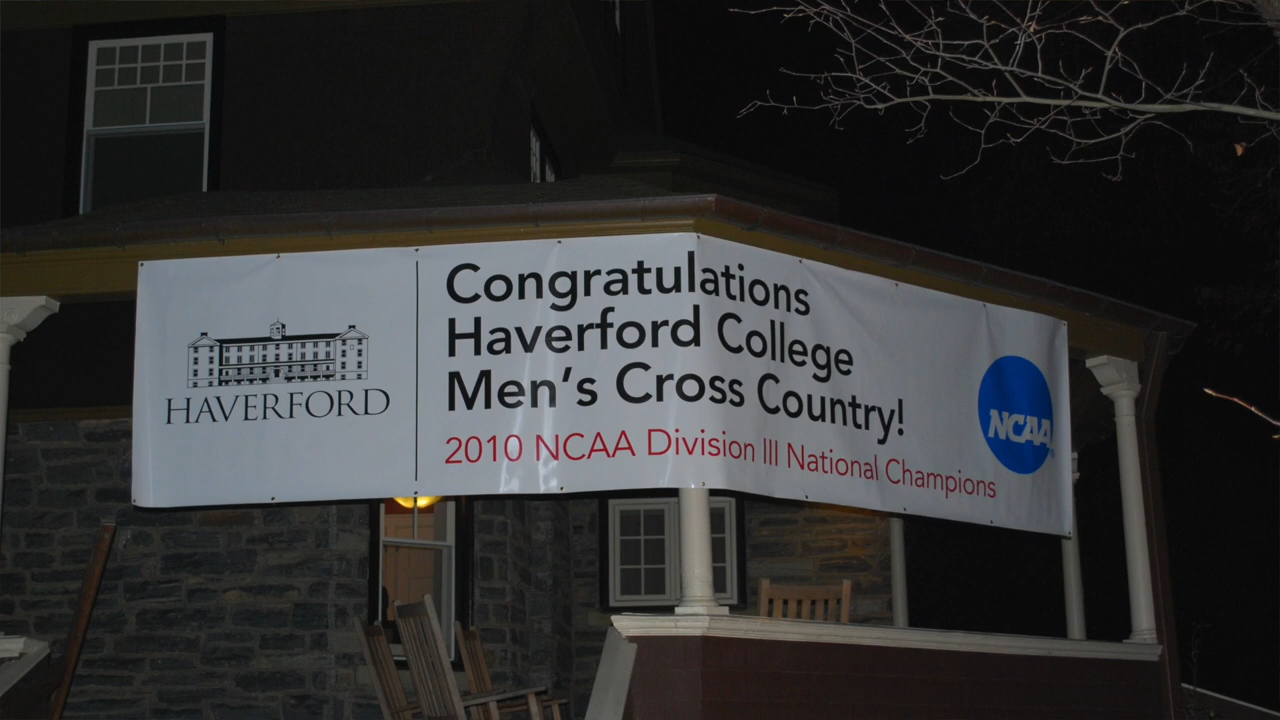 HAVERFORD
Congratulations
Haverford College
Men's Cross Country!
2010 NCAA Division III National Champions
NCAA